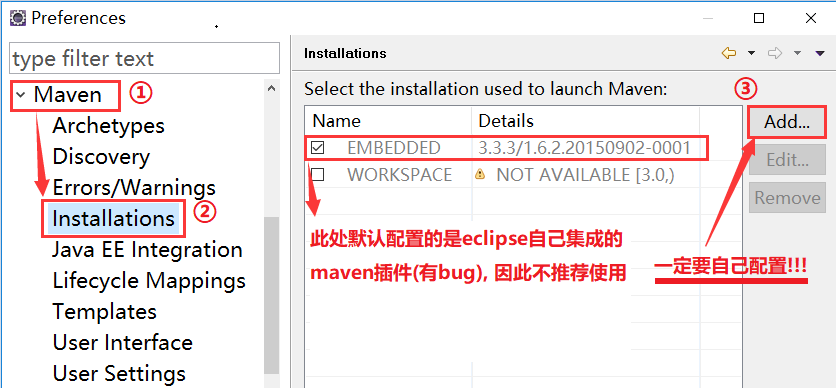 Preferences
type filter text
Installations
Maven ①
Select the installation used to launch Maven:
③
Archetypes
Name Details
Add...
Discovery
EMBEDDED 3.3.3/1.6.2.20150902-0001
Edit...
Errors/Warnings
WORKSPACE NOT AVAILABLE [3.0,)
Remove
Installations ②
此处默认配置的是eclipse自己集成的
maven插件(有bug), 因此不推荐使用
一定要自己配置!!!
Java EE Integration
Lifecycle Mappings
Templates
User Interface
User Settings